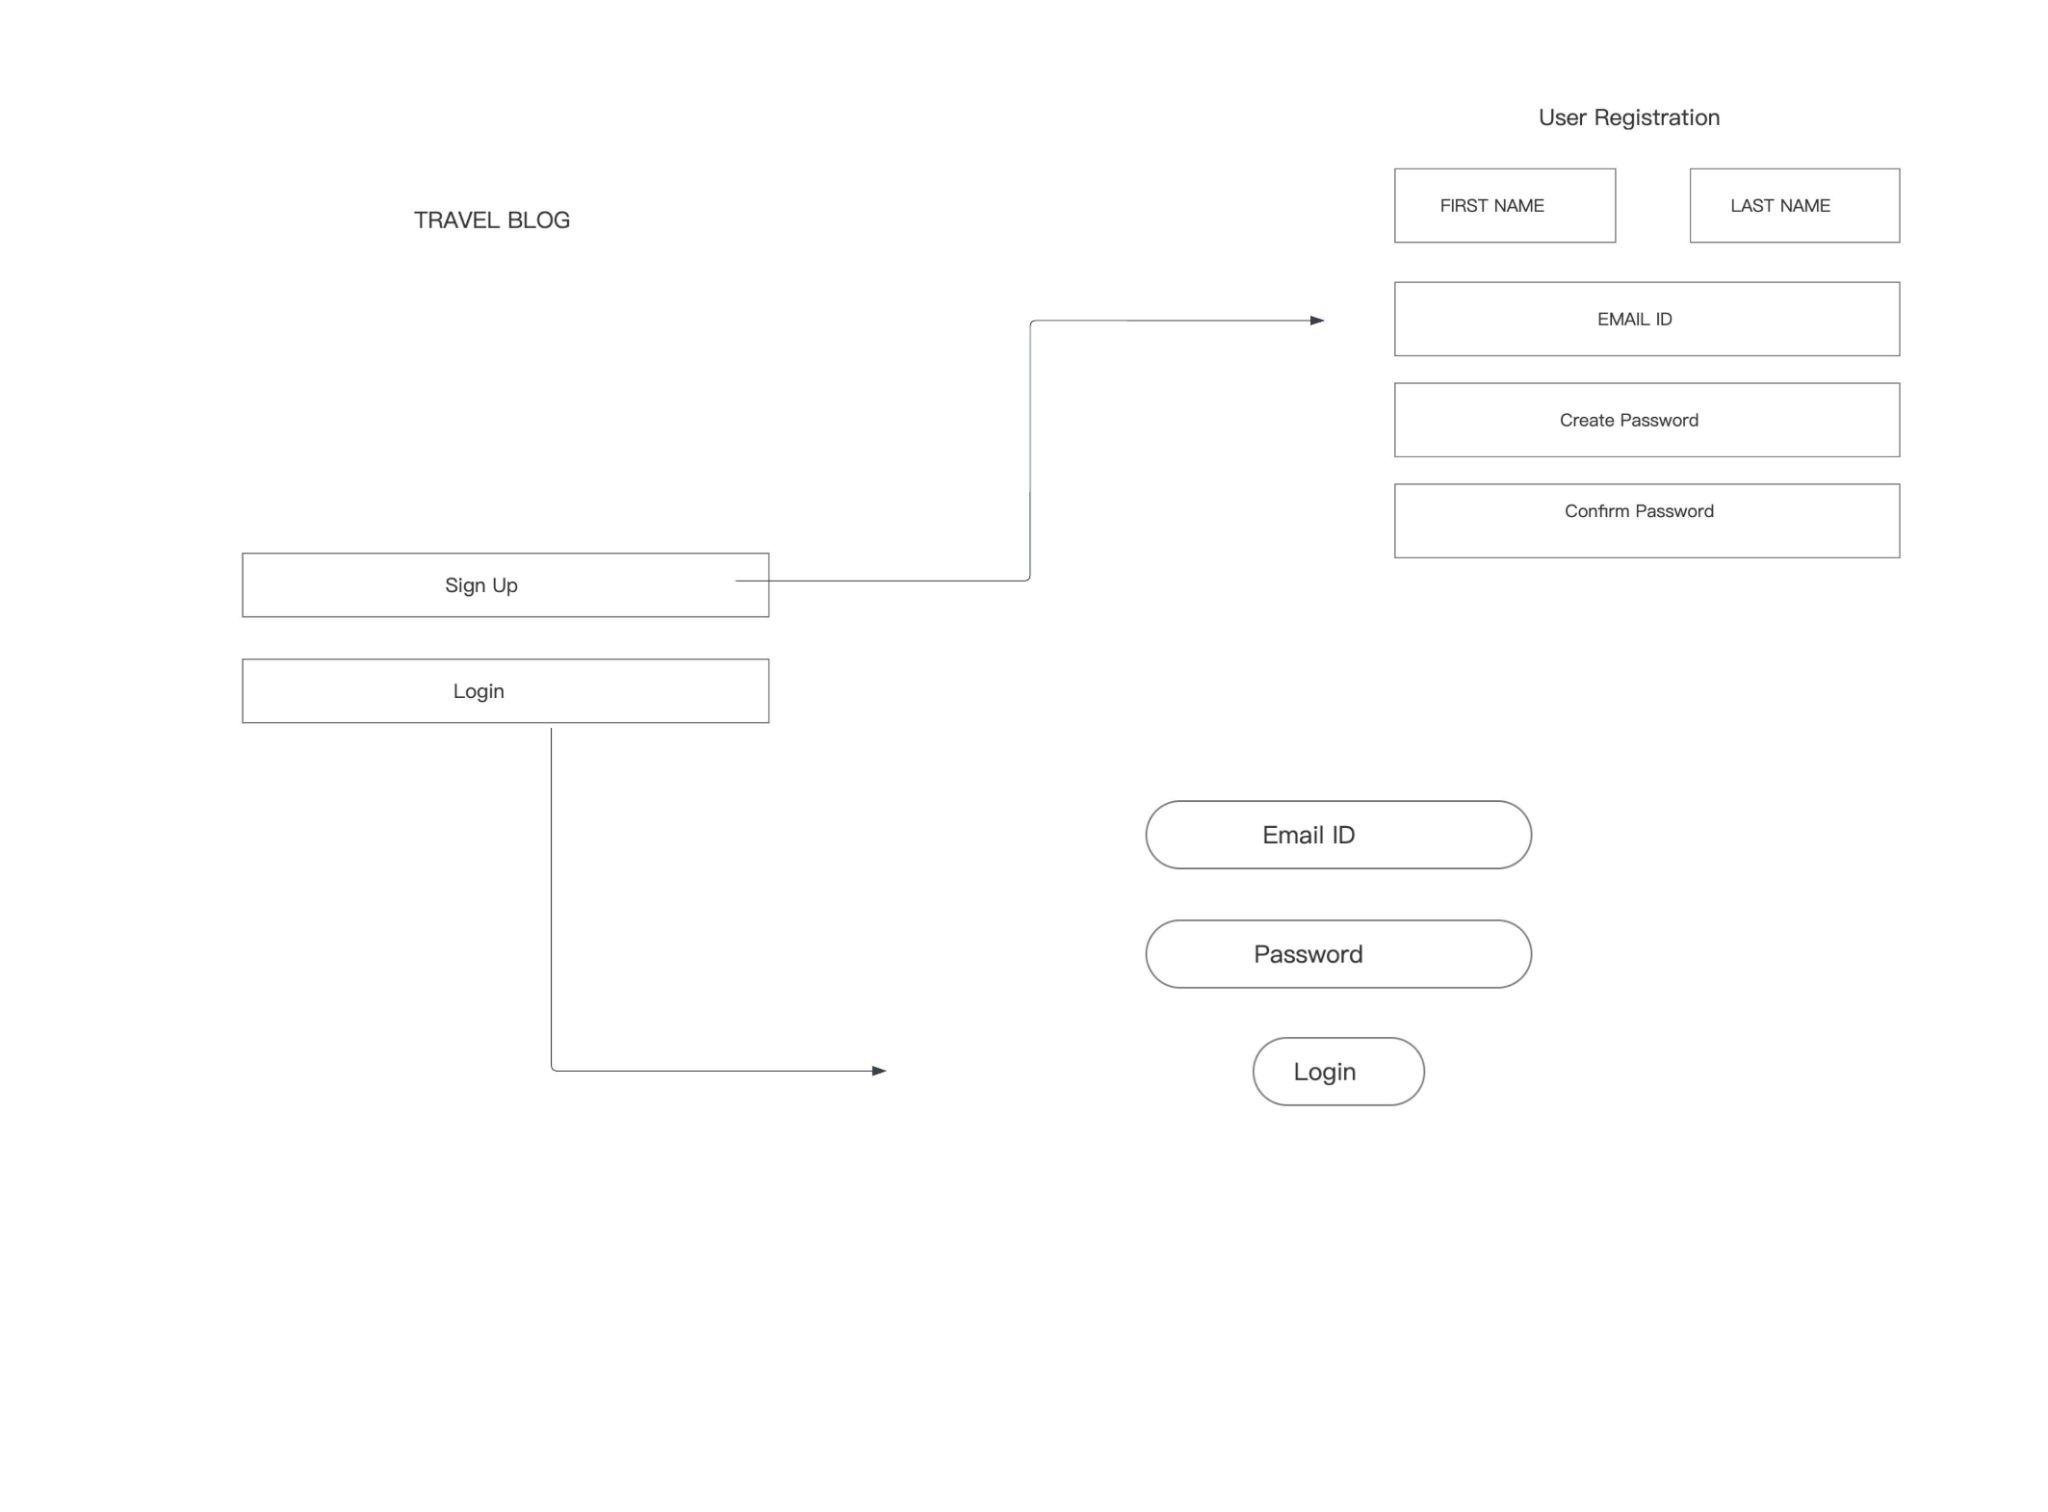 TRAVEL BLOG
Sign Up
Login
User Registration
FIRST NAME
LAST NAME
EMAIL ID
Create Password
Confirm Password
Email ID
Password
Login